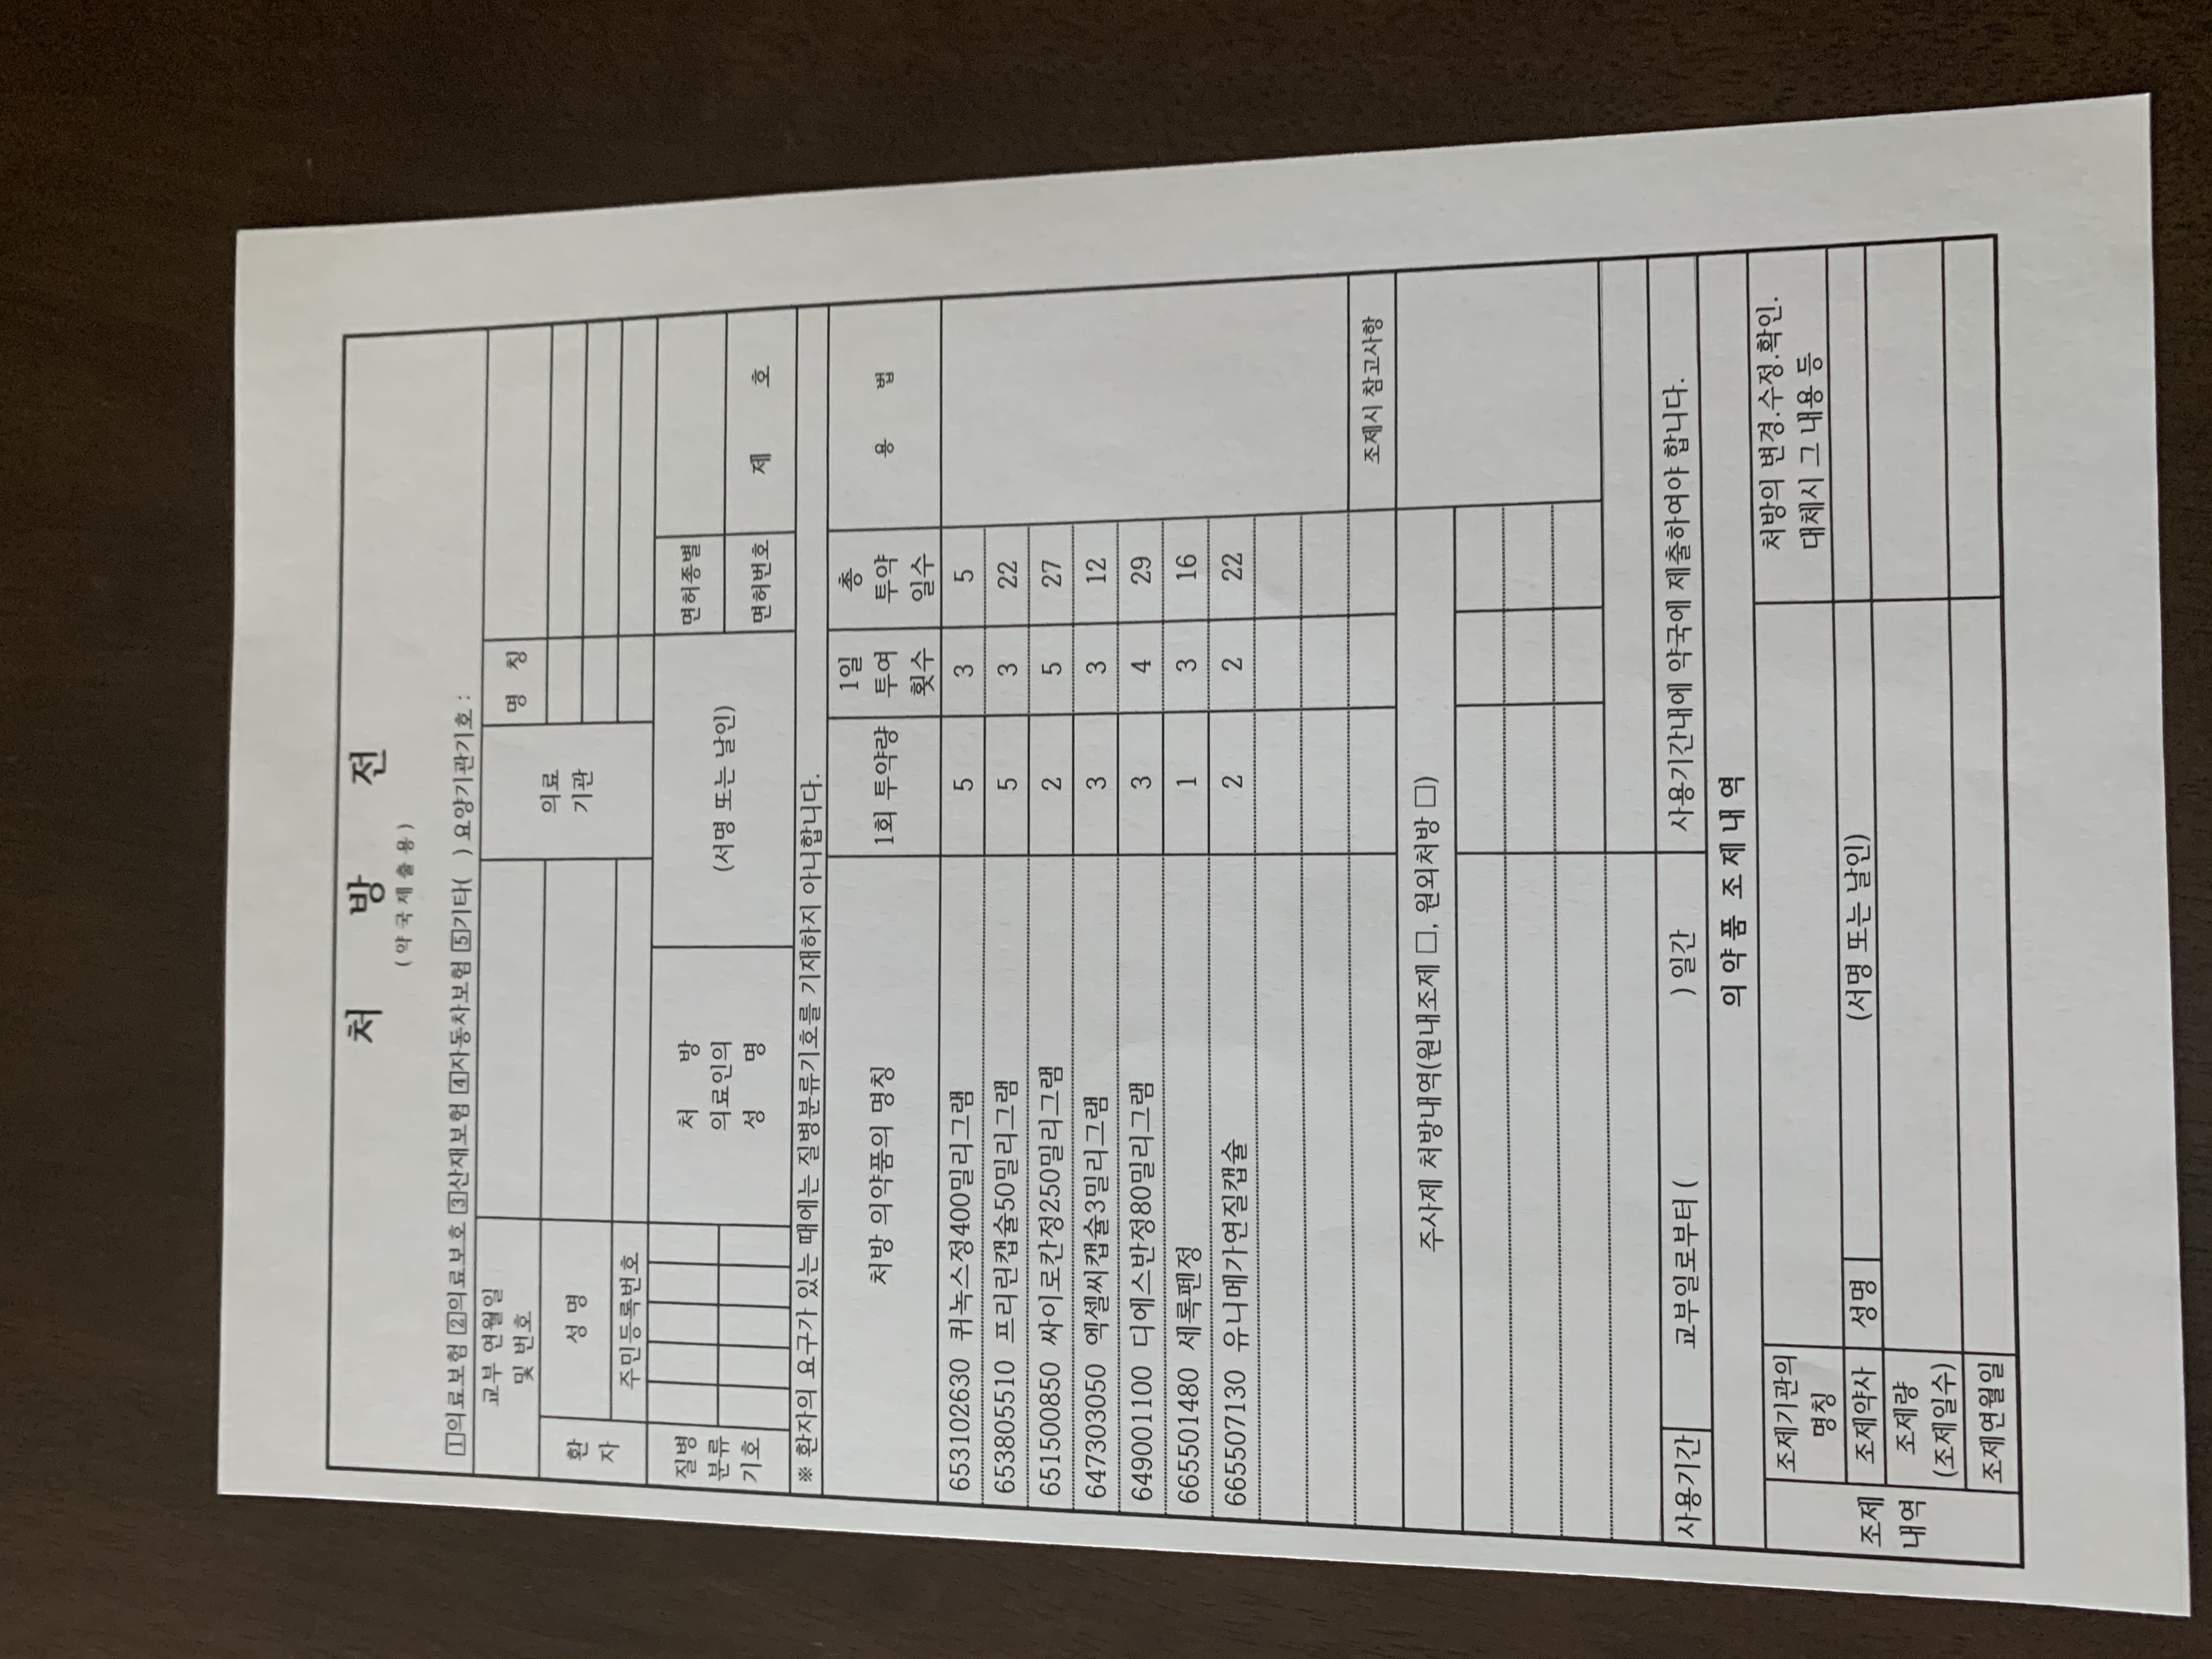 처 방 전
(약국제출용)
1의료보험 2의료보호 3산재보험 4자동차보험 5기타( ) 요양기관기호 :
교부 연월일
및 번호
의료
기관
명 칭
환
자
성 명
주민등록번호
질병
분류
기호
처 방
의료인의
성 명
(서명 또는 날인)
면허종별
면허번호
제 호
※ 환자의 요구가 있는 때에는 질병분류기호를 기재하지 아니합니다.
처방 의약품의 명칭
1회 투약량
1일
투여
횟수
총
투약
일수
용 법
653102630 퀴녹스정400밀리그램 5 3 5
653805510 프리린캡슐50밀리그램 5 3 22
651500850 싸이로칸정250밀리그램 2 5 27
647303050 엑셀씨캡슐3밀리그램 3 3 12
649001100 디에스반정80밀리그램 3 4 29
665501480 세록펜정 1 3 16
665507130 유니메가연질캡슐 2 2 22
조제시 참고사항
주사제 처방내역(원내조제 □, 원외처방 □)
사용기간 교부일로부터 ( ) 일간 사용기간내에 약국에 제출하여야 합니다.
의약품 조제내역
조제
내역
조제기관의
명칭
처방의 변경.수정.확인.
대체시 그 내용 등
조제약사 성명 (서명 또는 날인)
조제량
(조제일수)
조제연월일